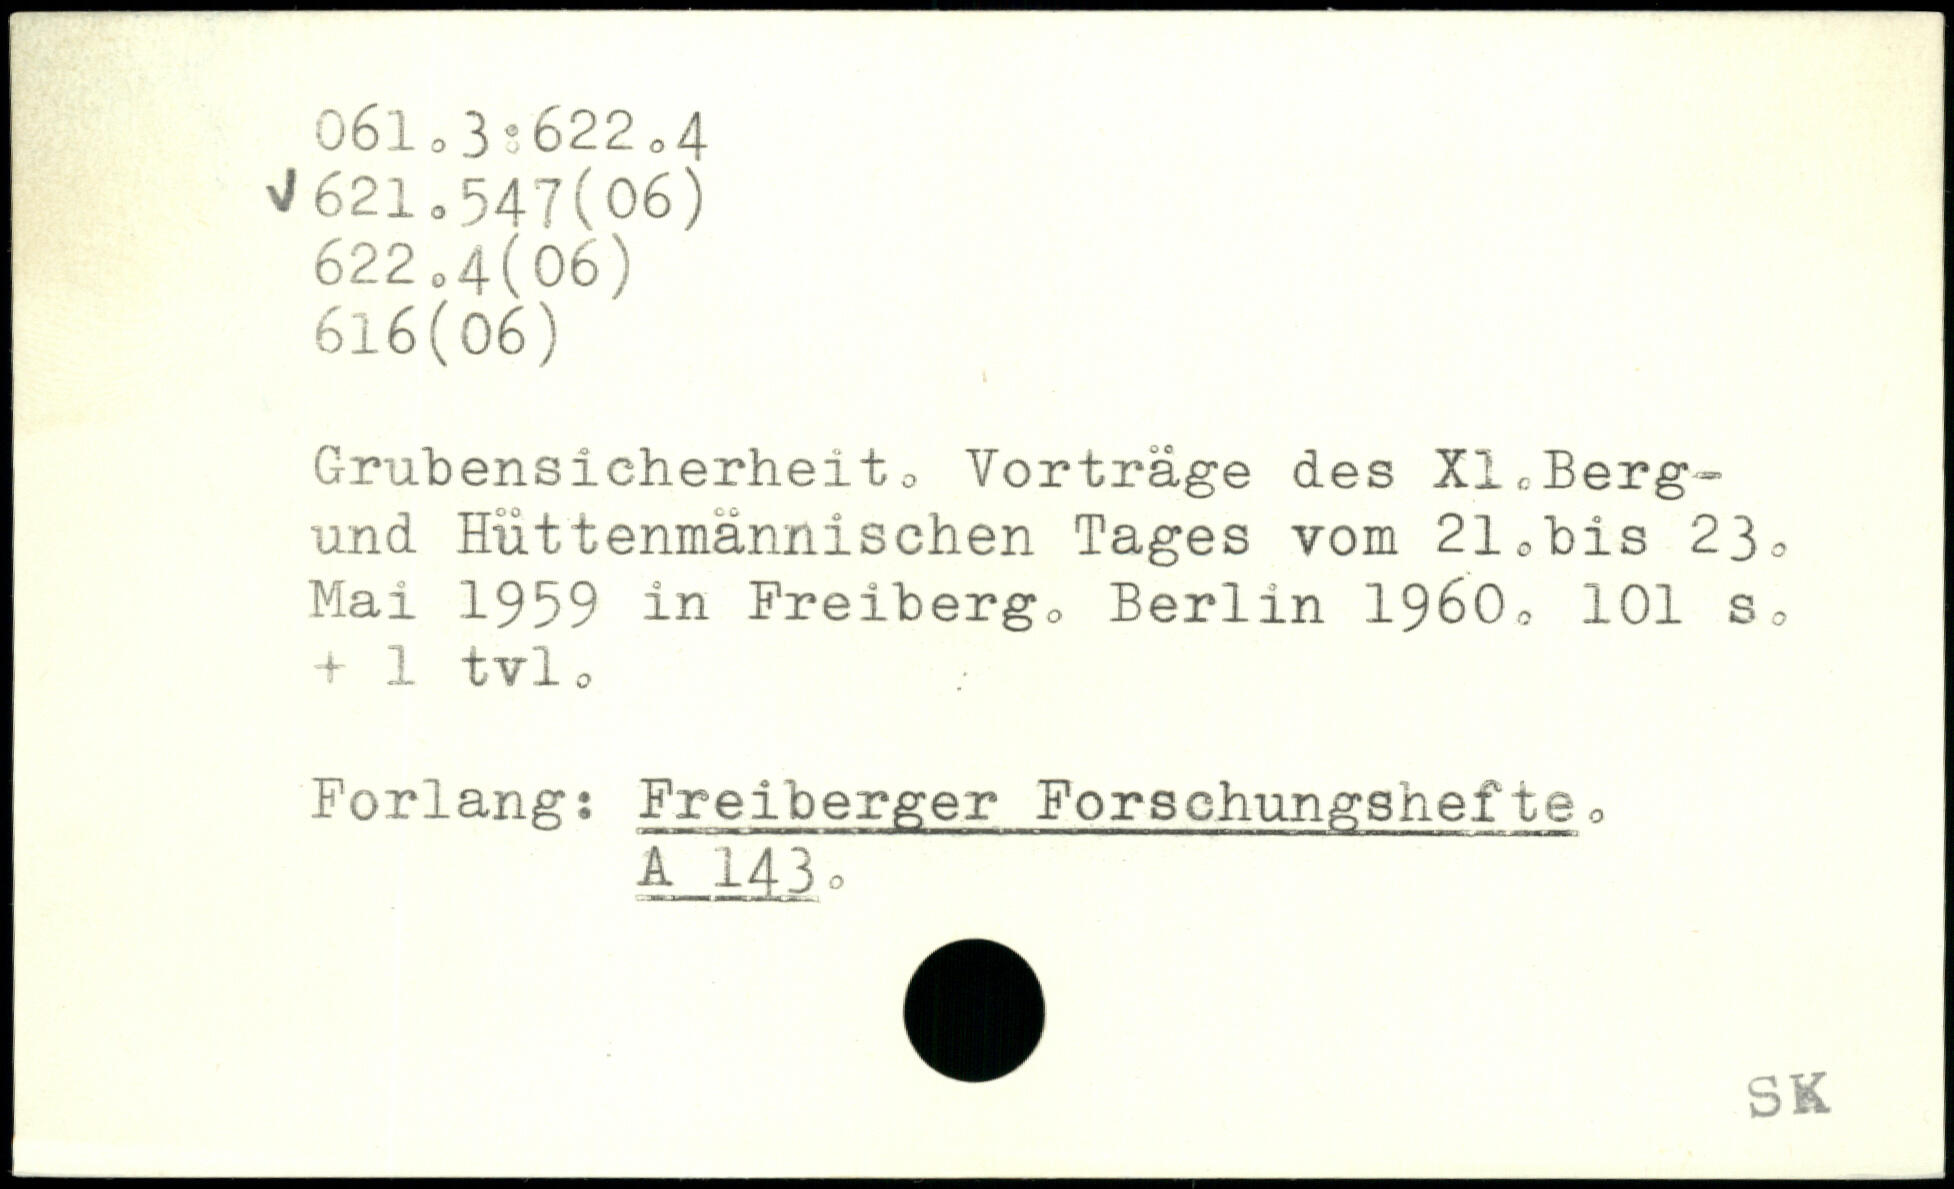 061.3:622.4
✓ 621.547(06)
622.4(06)
616(06)
Grubensicherheit. Vorträge des Xl.Berg-
und Hüttenmännischen Tages vom 21.bis 23.
Mai 1959 in Freiberg. Berlin 1960. 101 s.
+ 1 tvl.
Forlang: Freiberger Forschungshefte.
A 143.
SK